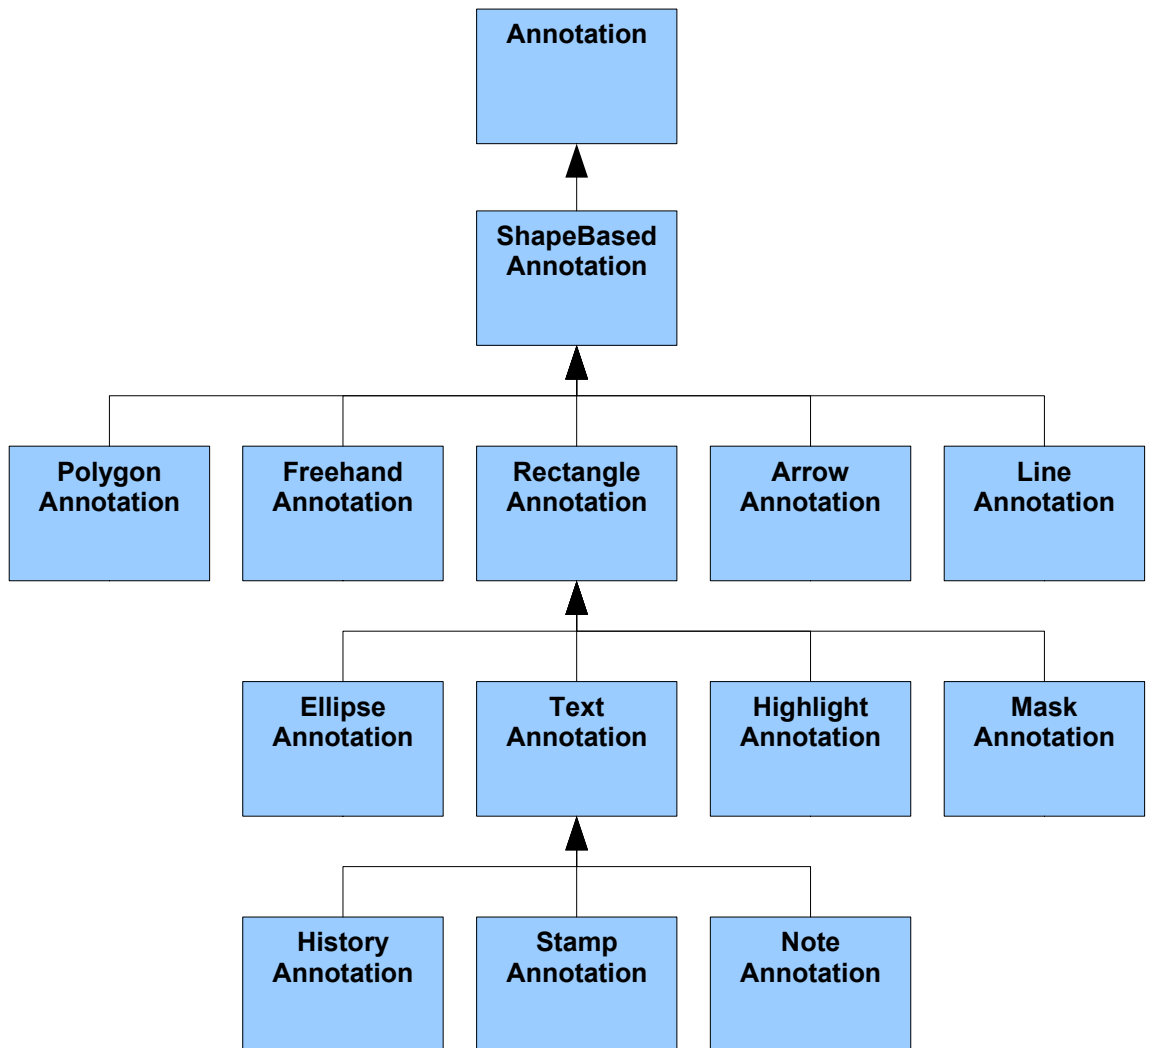 Annotation
ShapeBased
Annotation
Polygon
Annotation
Freehand
Annotation
Rectangle
Annotation
Arrow
Annotation
Line
Annotation
Ellipse
Annotation
Text
Annotation
Highlight
Annotation
Mask
Annotation
History
Annotation
Stamp
Annotation
Note
Annotation